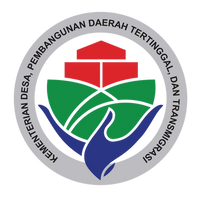 KEMENTERIAN DESA, PEMBANGUNAN DAERAH TERTINGGAL, DAN TRANSMIGRASI